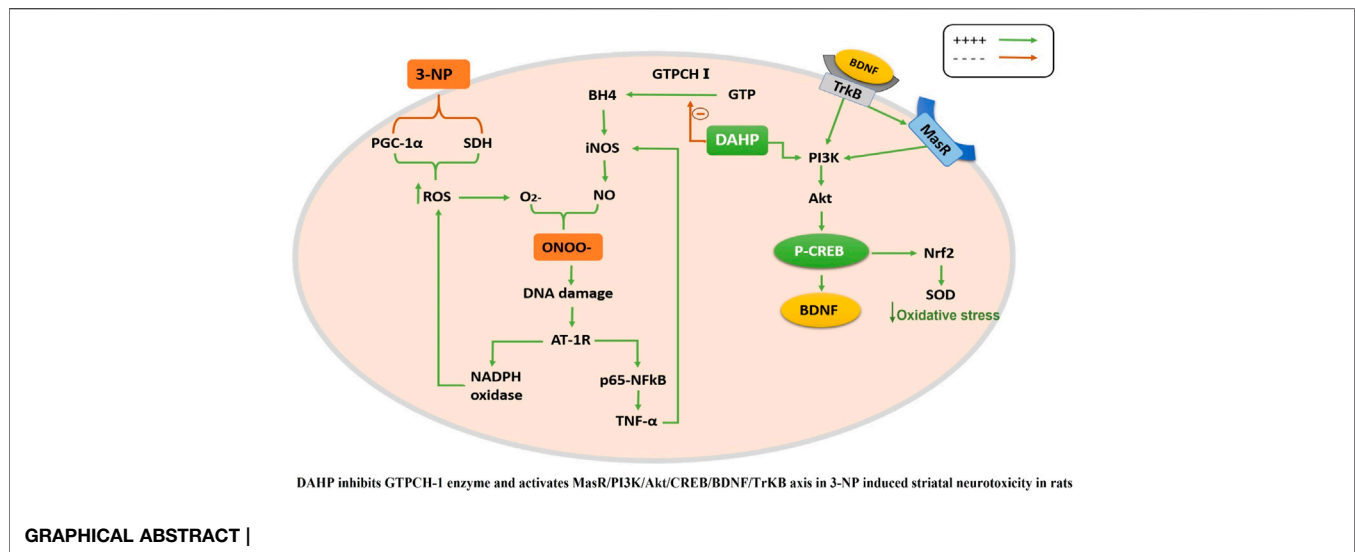 ++++
- - - -
BDNF
TrkB
MasR
3-NP
GTPCH I
BH4
GTP
DAHP
PGC-1α
SDH
iNOS
PI3K
ROS
O₂-
NO
Akt
ONOO-
P-CREB
Nrf2
DNA damage
BDNF
SOD
Oxidative stress
AT-1R
NADPH
oxidase
p65-NFkB
TNF-α
DAHP inhibits GTPCH-1 enzyme and activates MasR/PI3K/Akt/CREB/BDNF/TrKB axis in 3-NP induced striatal neurotoxicity in rats
GRAPHICAL ABSTRACT |